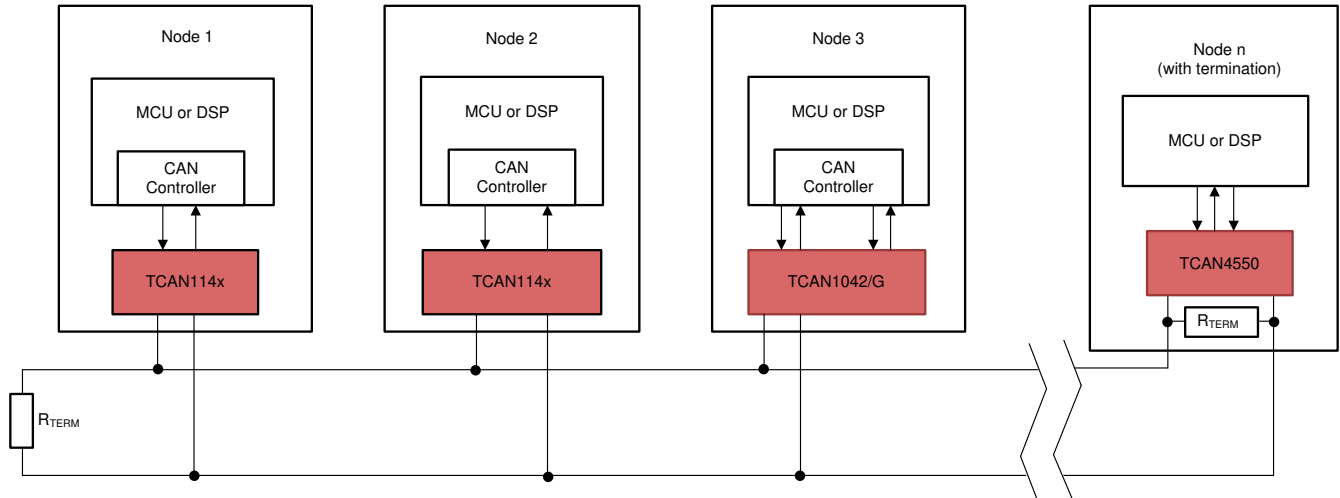 Node 1
MCU or DSP
CAN
Controller
TCAN114x
Node 2
MCU or DSP
CAN
Controller
TCAN114x
Node 3
MCU or DSP
CAN
Controller
TCAN1042/G
Node n
(with termination)
MCU or DSP
TCAN4550
RTERM
RTERM